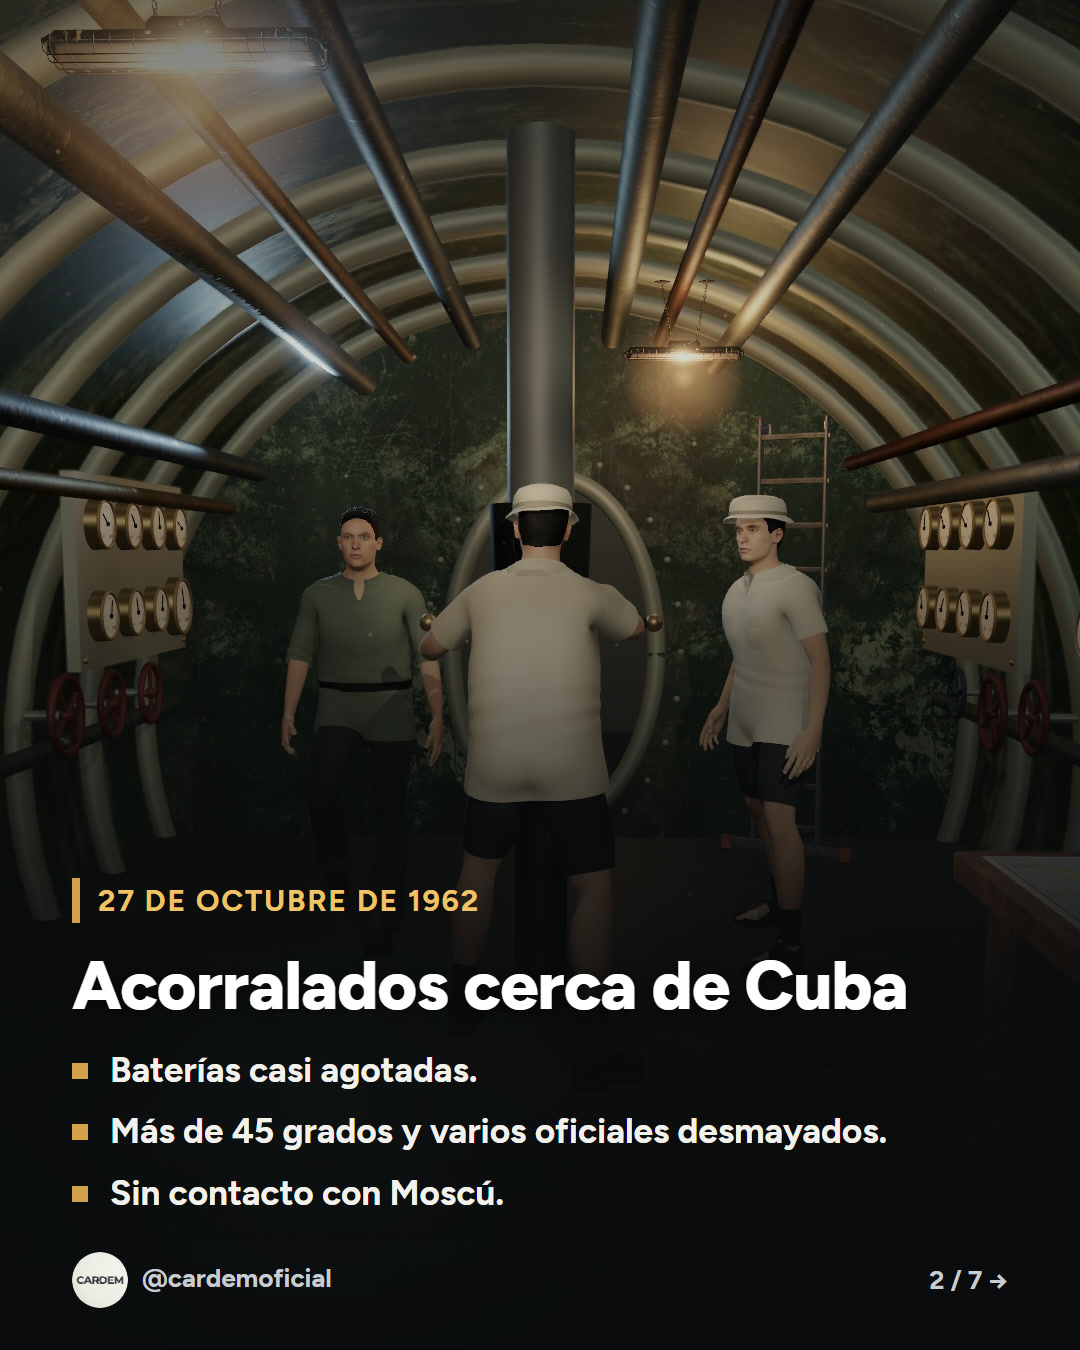 27 DE OCTUBRE DE 1962
Acorralados cerca de Cuba
Baterías casi agotadas.
Más de 45 grados y varios oficiales desmayados.
Sin contacto con Moscú.
CARDEM
@cardemoficial
2 / 7 →